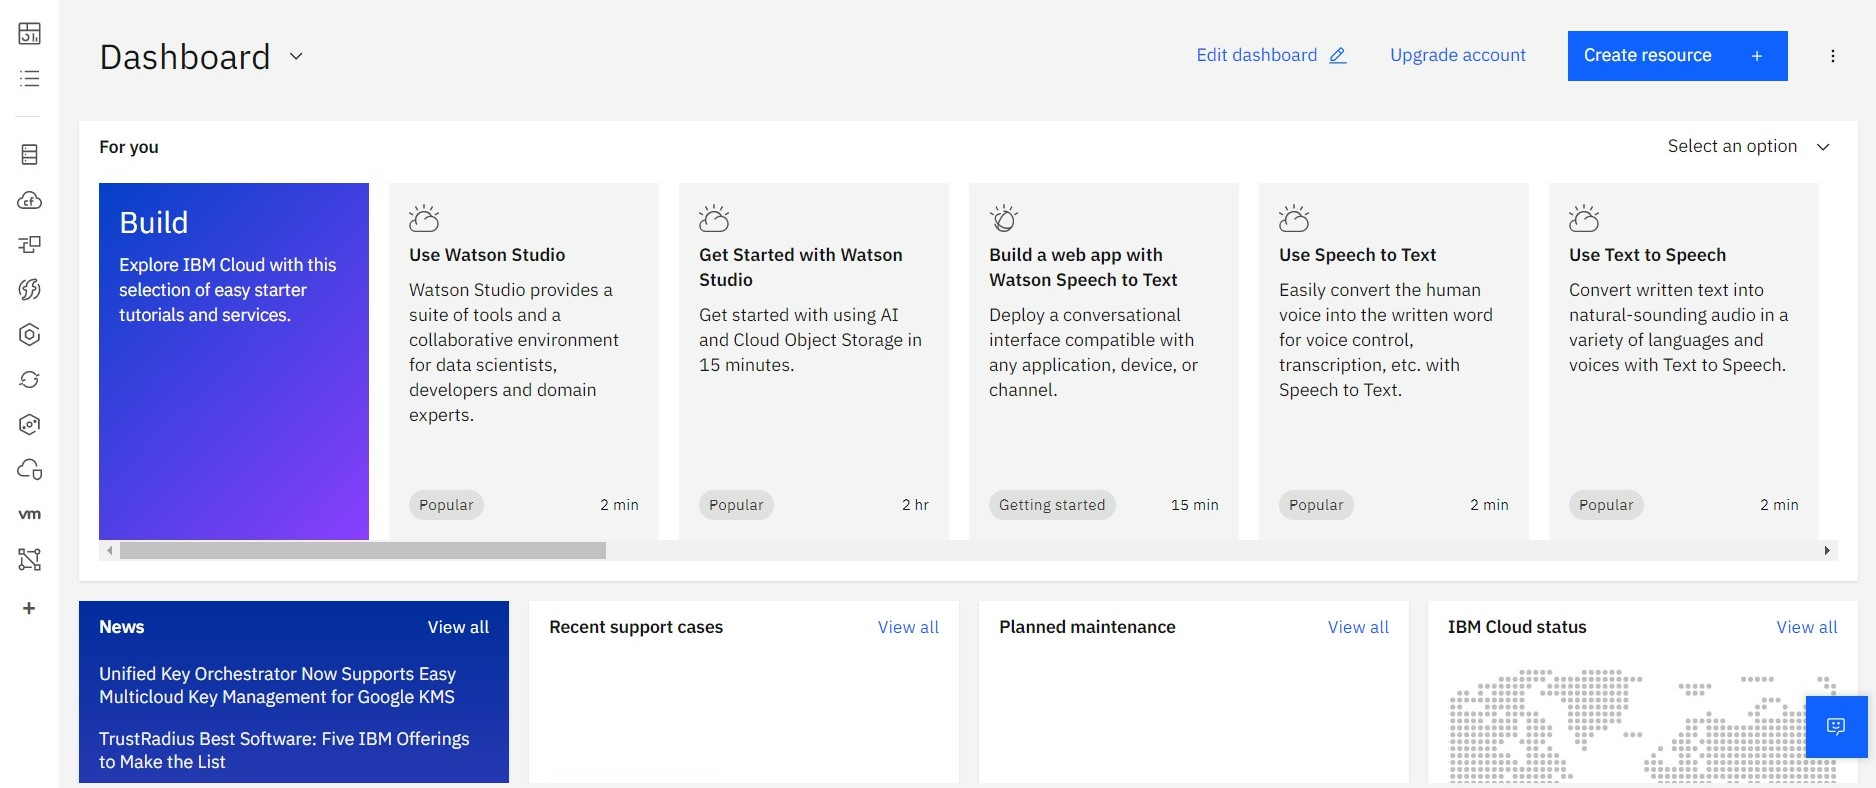 Dashboard
Edit dashboard
Upgrade account
Create resource +
For you
Select an option
Build
Explore IBM Cloud with this
selection of easy starter
tutorials and services.
Use Watson Studio
Watson Studio provides a
suite of tools and a
collaborative environment
for data scientists,
developers and domain
experts.
Popular
2 min
Get Started with Watson
Studio
Get started with using AI
and Cloud Object Storage in
15 minutes.
Popular
2 hr
Build a web app with
Watson Speech to Text
Deploy a conversational
interface compatible with
any application, device, or
channel.
Getting started
15 min
Use Speech to Text
Easily convert the human
voice into the written word
for voice control,
transcription, etc. with
Speech to Text.
Popular
2 min
Use Text to Speech
Convert written text into
natural-sounding audio in a
variety of languages and
voices with Text to Speech.
Popular
2 min
cf
vm
+
News
View all
Unified Key Orchestrator Now Supports Easy
Multicloud Key Management for Google KMS
TrustRadius Best Software: Five IBM Offerings
to Make the List
Recent support cases
View all
Planned maintenance
View all
IBM Cloud status
View all